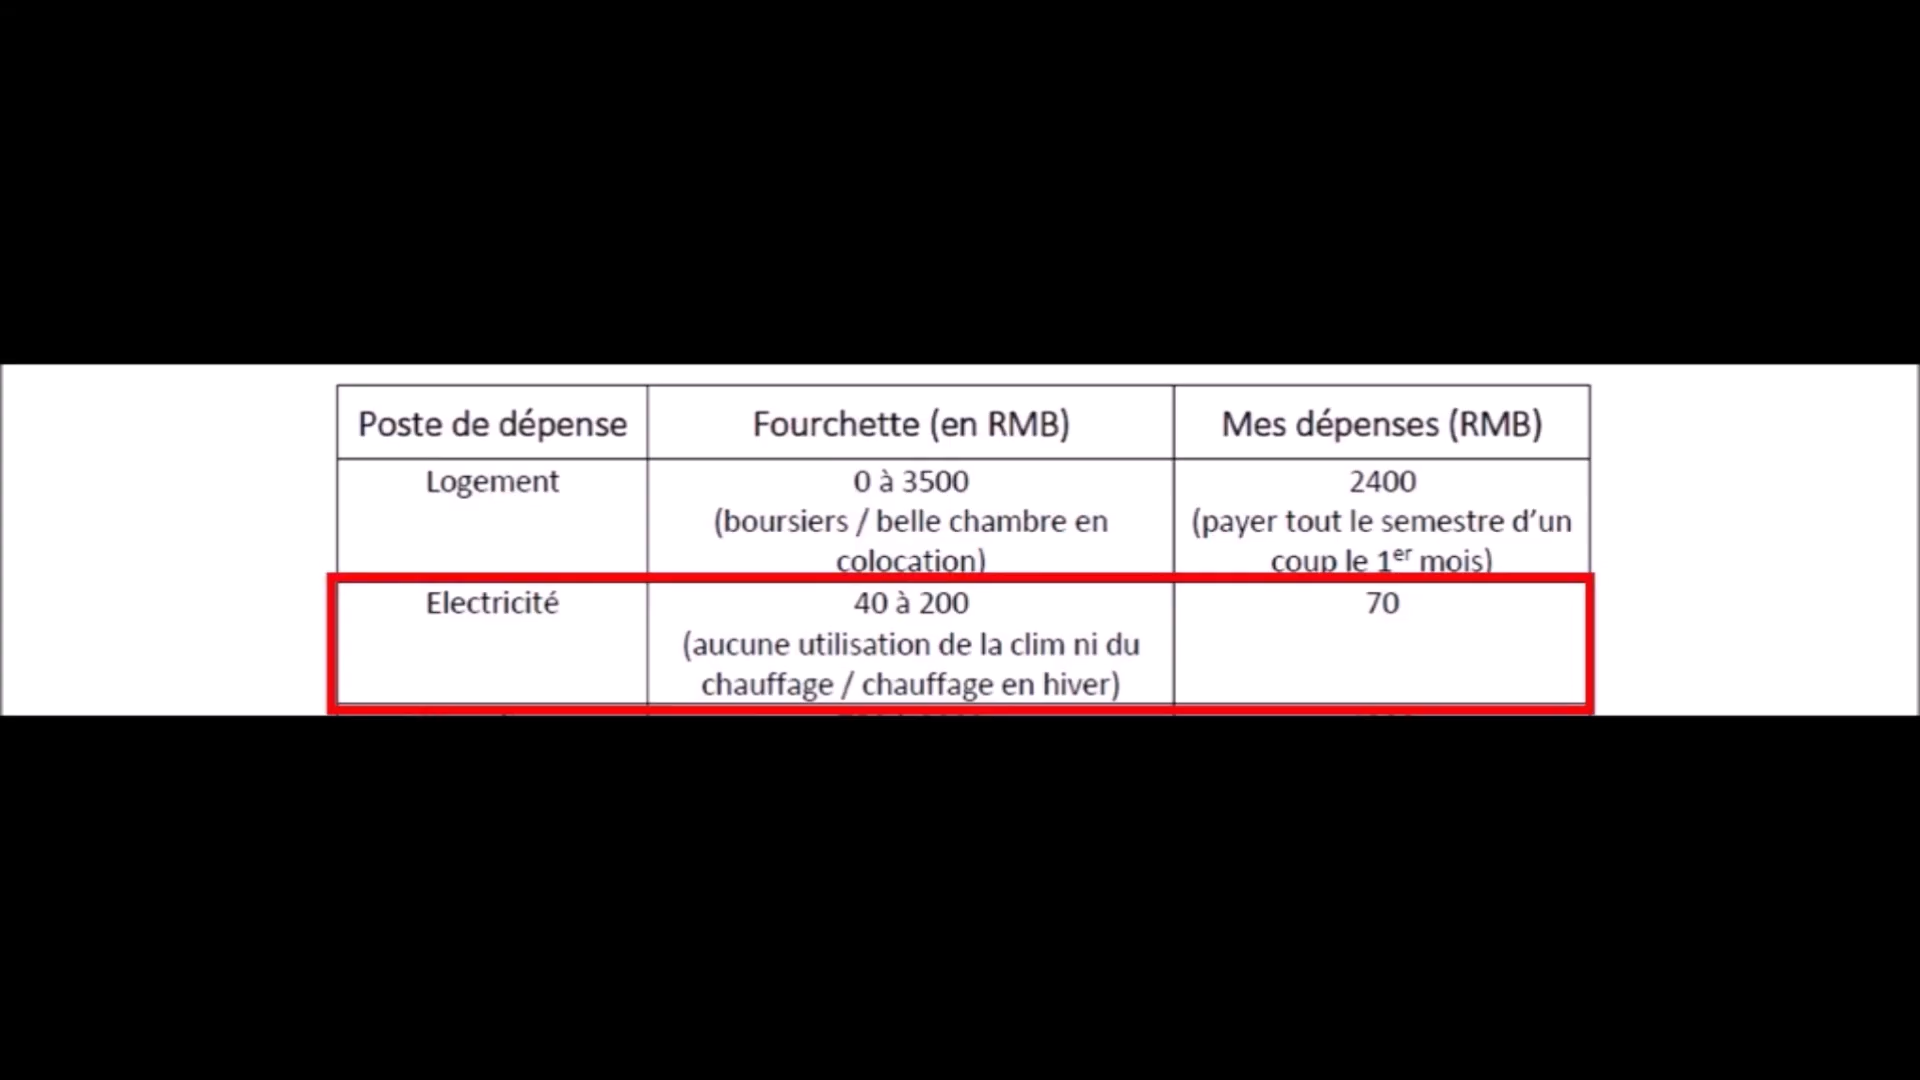 Poste de dépense
Fourchette (en RMB)
Mes dépenses (RMB)
Logement
0 à 3500
(boursiers / belle chambre en
colocation)
2400
(payer tout le semestre d’un
coup le 1er mois)
Electricité
40 à 200
(aucune utilisation de la clim ni du
chauffage / chauffage en hiver)
70